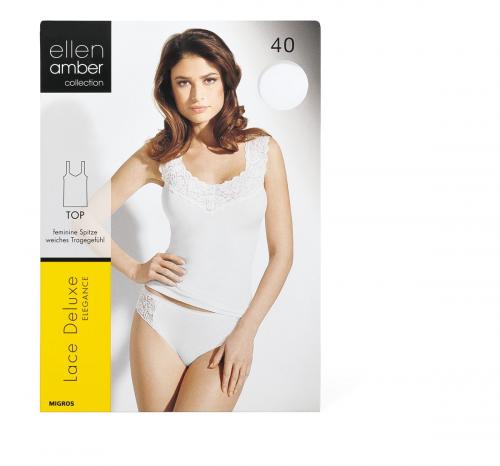 ellen
amber
collection
40
TOP
feminine Spitze
weiches Tragegefühl
Lace Deluxe
ELEGANCE
MIGROS